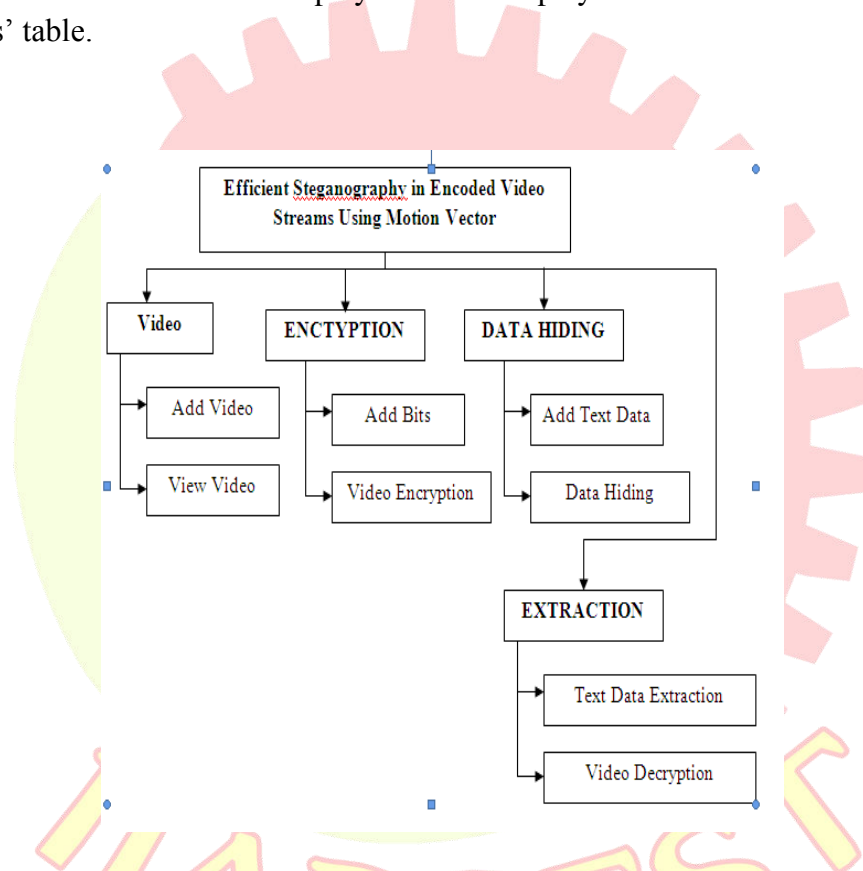 s’ table.
Efficient Steganography in Encoded Video
Streams Using Motion Vector
Video
ENCTYPTION
DATA HIDING
Add Video
Add Bits
Add Text Data
View Video
Video Encryption
Data Hiding
EXTRACTION
Text Data Extraction
Video Decryption